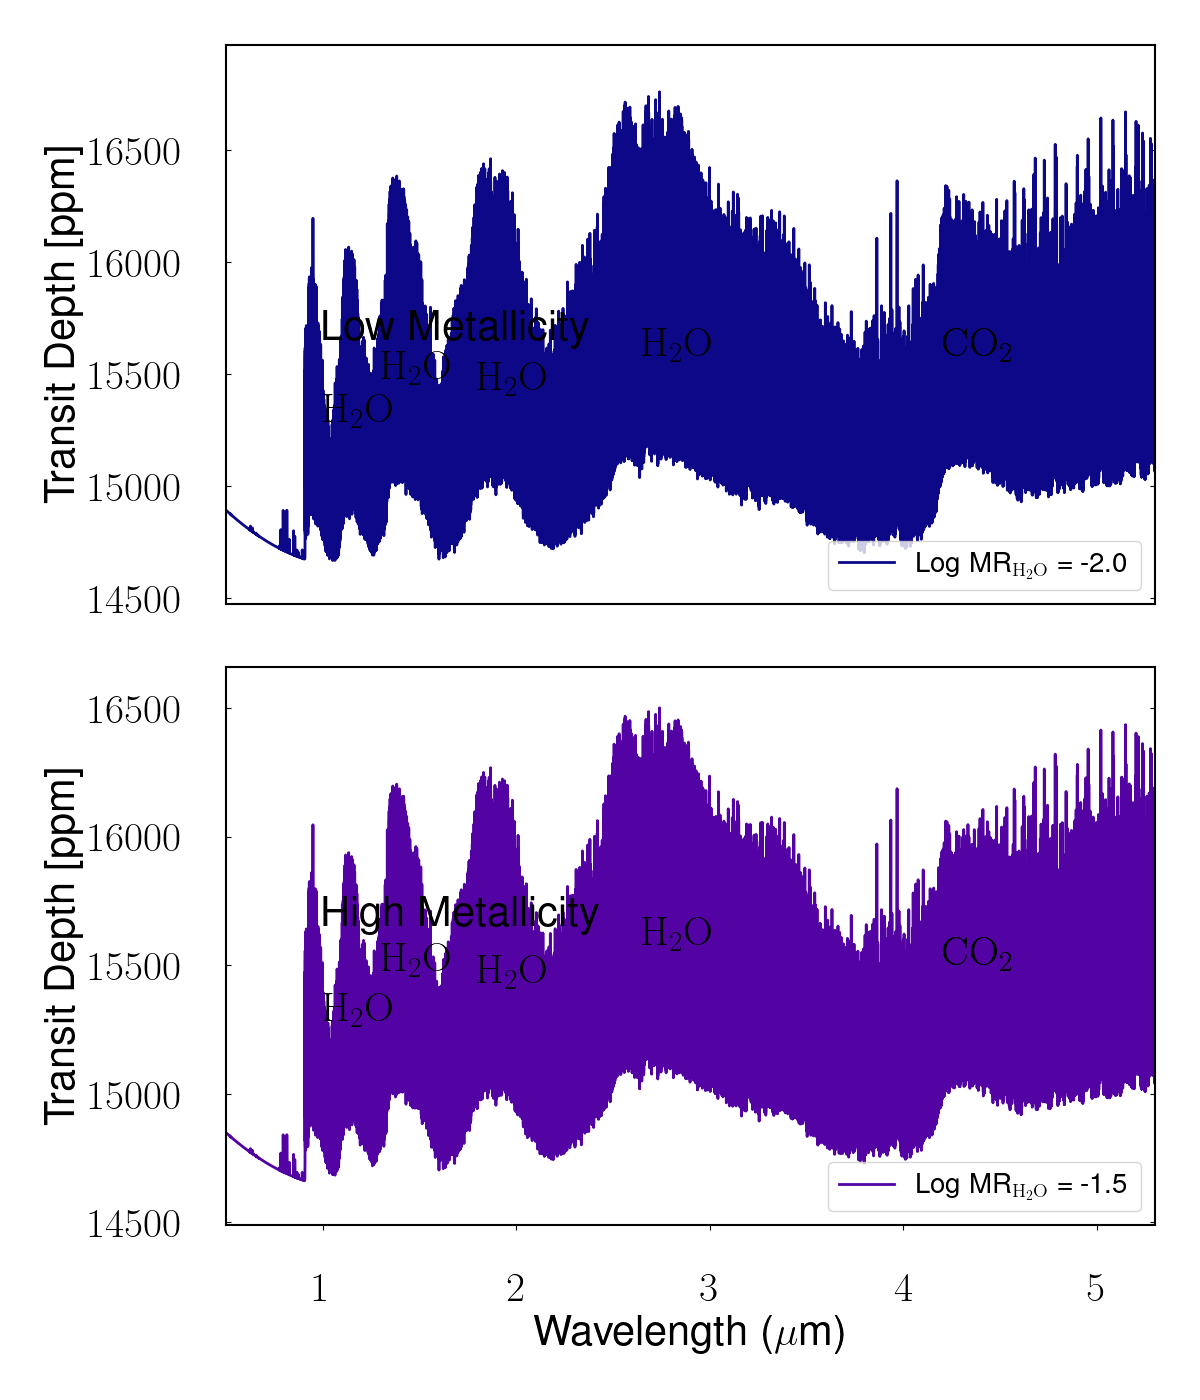 Transit Depth [ppm]
16500
16000
15500
15000
14500
Low Metallicity
H₂O
H₂O
H₂O
H₂O
CO₂
Log MR_H₂O = -2.0
Transit Depth [ppm]
16500
16000
15500
15000
14500
High Metallicity
H₂O
H₂O
H₂O
H₂O
CO₂
Log MR_H₂O = -1.5
1 2 3 4 5
Wavelength (μm)